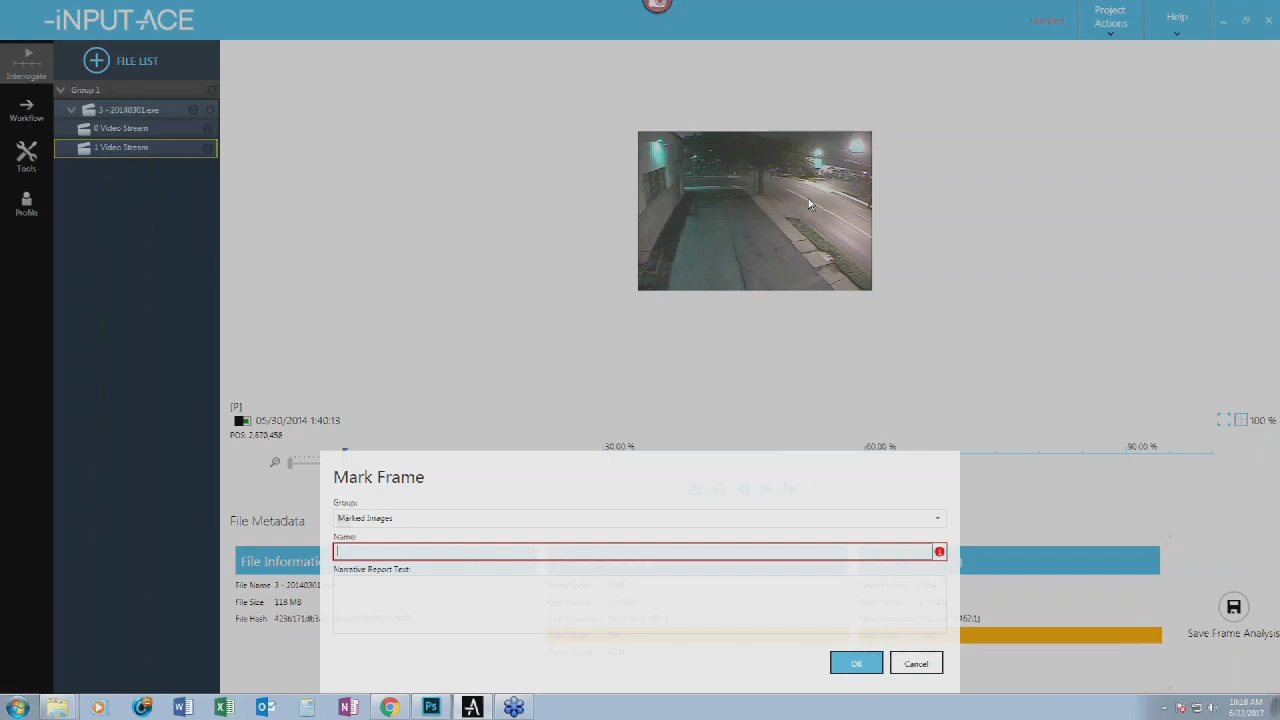 -iNPUT-ACE
Project Actions
Help
Interrogate
FILE LIST
Group 1
3 - 20140301.exe
0 Video Stream
1 Video Stream
Workflow
Tools
Profile
[P]
05/30/2014 1:40:13
100 %
POS: 2,870,458
30.00 %
60.00 %
90.00 %
Mark Frame
Group:
Marked Images
File Metadata
Name:
File Informatio
Narrative Report Text:
File Name 3 - 20140301
File Size 118 MB
File Hash
Save Frame Analysis
OK
Cancel
10:18 AM
6/22/2017